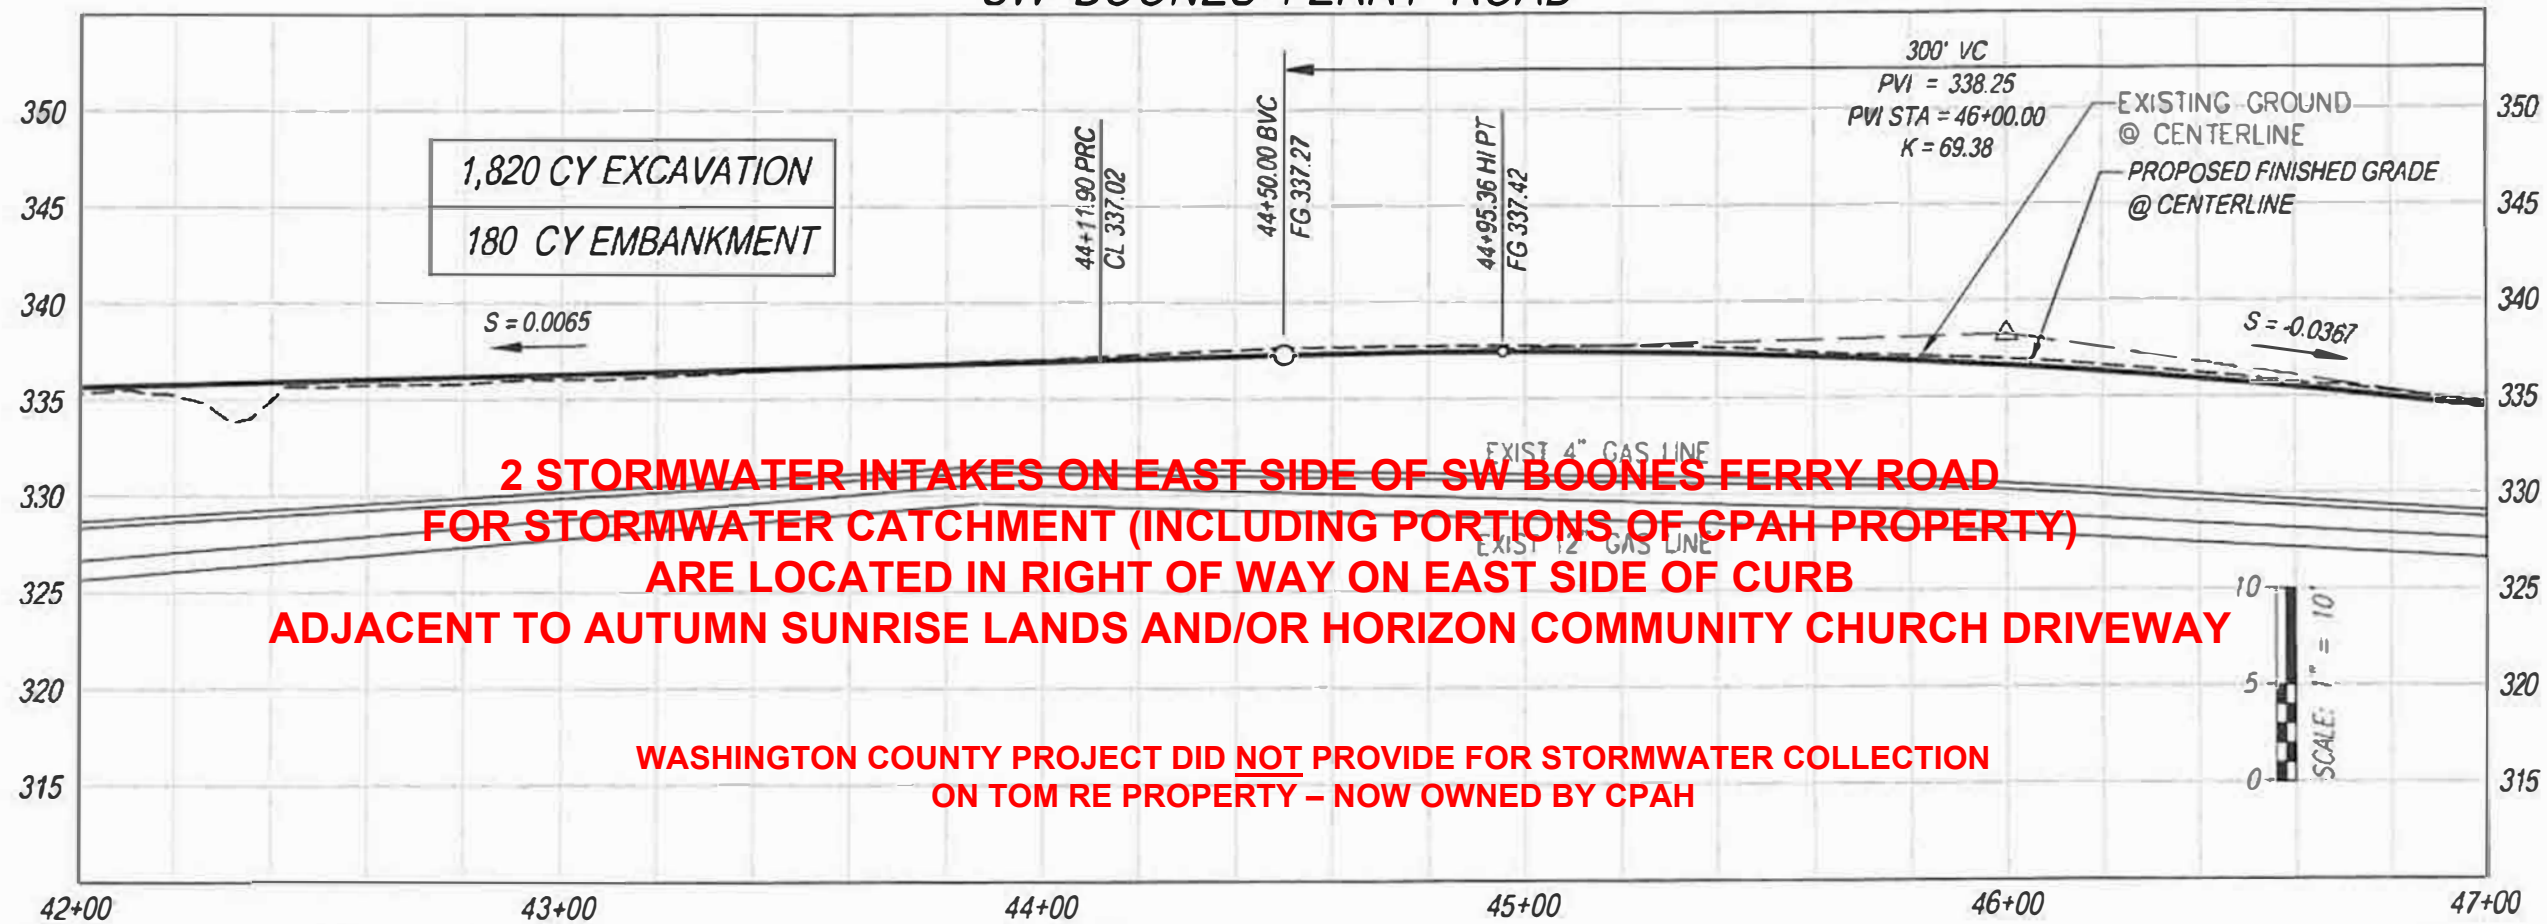 SW BOONES FERRY ROAD
300' VC
PVI = 338.25
PVI STA = 46+00.00
K = 69.38
EXISTING GROUND
@ CENTERLINE
PROPOSED FINISHED GRADE
@ CENTERLINE
1,820 CY EXCAVATION
180 CY EMBANKMENT
44+11.90 PRC
CL 337.02
44+50.00 BVC
FG 337.27
44+95.36 HI PT
FG 337.42
S = 0.0065
S = -0.0367
350
345
340
335
330
325
320
315
350
345
340
335
330
325
320
315
EXIST 4" GAS LINE
2 STORMWATER INTAKES ON EAST SIDE OF SW BOONES FERRY ROAD
FOR STORMWATER CATCHMENT (INCLUDING PORTIONS OF CPAH PROPERTY)
EXIST 12" GAS LINE
ARE LOCATED IN RIGHT OF WAY ON EAST SIDE OF CURB
ADJACENT TO AUTUMN SUNRISE LANDS AND/OR HORIZON COMMUNITY CHURCH DRIVEWAY
10
5
0
SCALE: 1" = 10'
WASHINGTON COUNTY PROJECT DID NOT PROVIDE FOR STORMWATER COLLECTION
ON TOM RE PROPERTY – NOW OWNED BY CPAH
42+00
43+00
44+00
45+00
46+00
47+00